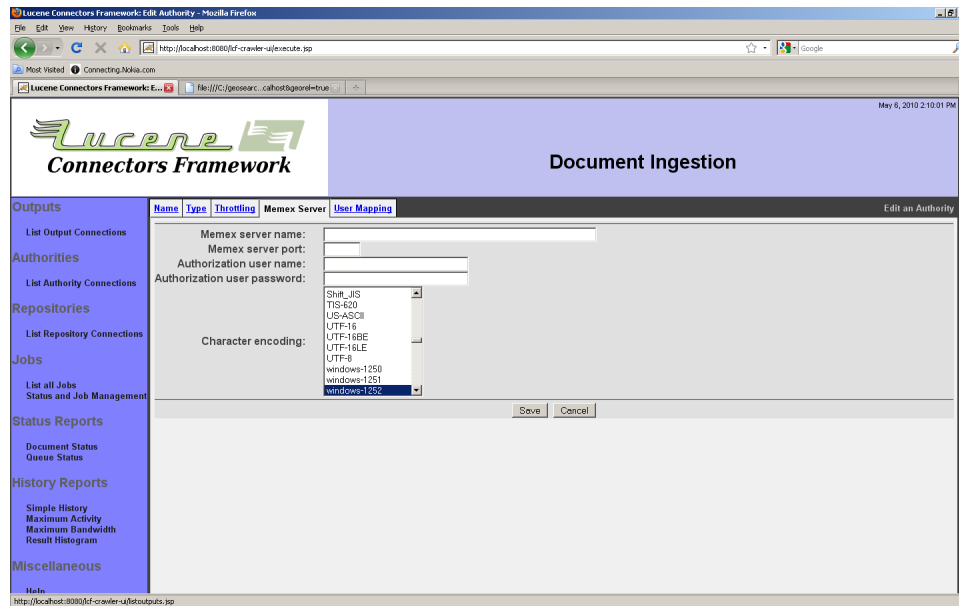 Lucene Connectors Framework: Edit Authority - Mozilla Firefox
File Edit View History Bookmarks Tools Help
http://localhost:8080/lcf-crawler-ui/execute.jsp
Google
Most Visited Connecting.Nokia.com
Lucene Connectors Framework: E... file:///C:/geosearc...calhost&georel=true
May 6, 2010 2:10:01 PM
Lucene
Connectors Framework
Document Ingestion
Outputs
List Output Connections
Authorities
List Authority Connections
Repositories
List Repository Connections
Jobs
List all Jobs
Status and Job Management
Status Reports
Document Status
Queue Status
History Reports
Simple History
Maximum Activity
Maximum Bandwidth
Result Histogram
Miscellaneous
Help
Name Type Throttling Memex Server User Mapping Edit an Authority
Memex server name:
Memex server port:
Authorization user name:
Authorization user password:
Character encoding:
Shift_JIS
TIS-620
US-ASCII
UTF-16
UTF-16BE
UTF-16LE
UTF-8
windows-1250
windows-1251
windows-1252
Save Cancel
http://localhost:8080/lcf-crawler-ui/listoutputs.jsp